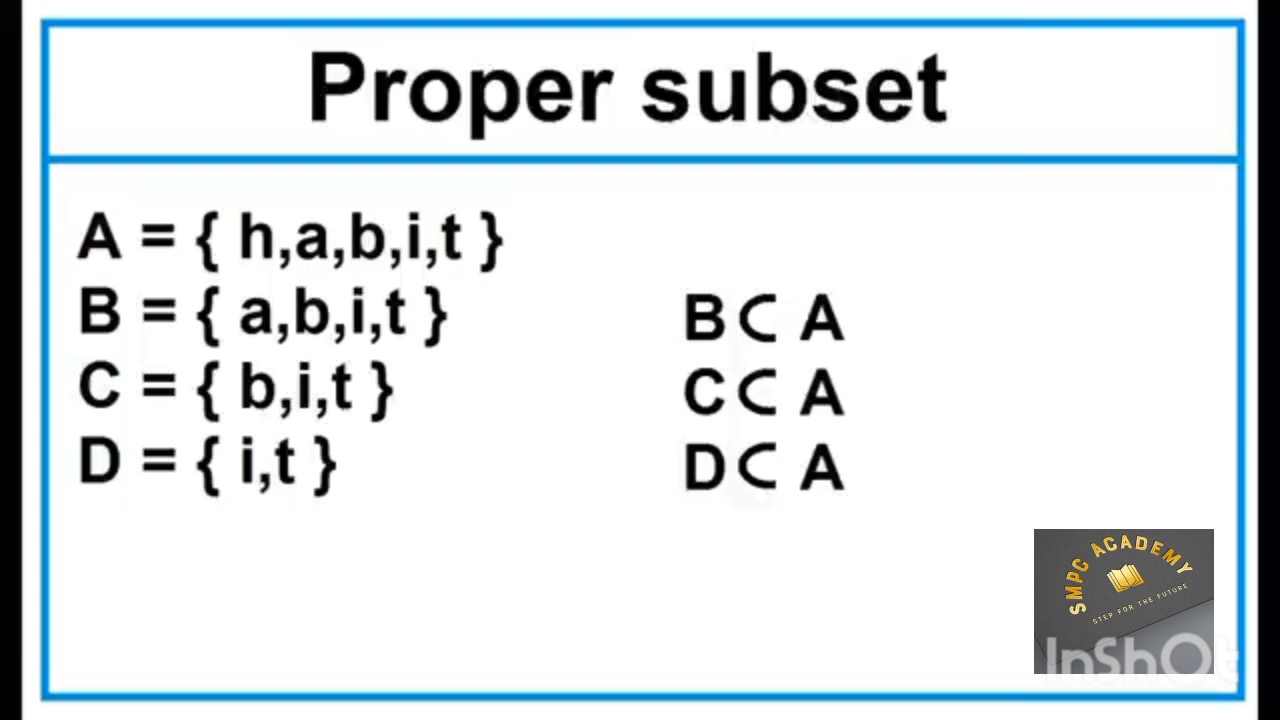 Proper subset
A = { h,a,b,i,t }
B = { a,b,i,t }
C = { b,i,t }
D = { i,t }
B ⊂ A
C ⊂ A
D ⊂ A
SMPC ACADEMY
STEP FOR THE FUTURE
InShOt